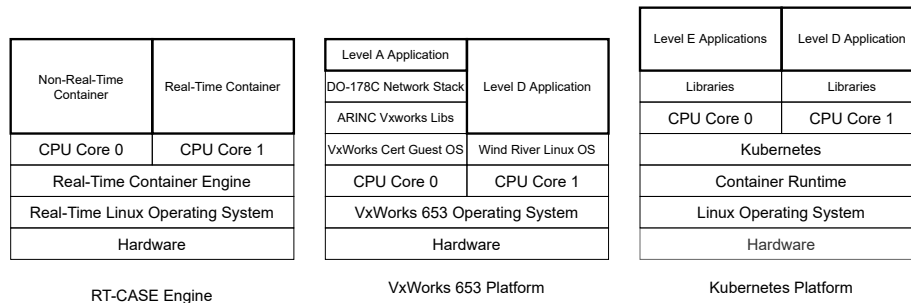 Non-Real-Time
Container
Real-Time Container
CPU Core 0
CPU Core 1
Real-Time Container Engine
Real-Time Linux Operating System
Hardware
RT-CASE Engine
Level A Application
DO-178C Network Stack
Level D Application
ARINC Vxworks Libs
VxWorks Cert Guest OS
Wind River Linux OS
CPU Core 0
CPU Core 1
VxWorks 653 Operating System
Hardware
VxWorks 653 Platform
Level E Applications
Level D Application
Libraries
Libraries
CPU Core 0
CPU Core 1
Kubernetes
Container Runtime
Linux Operating System
Hardware
Kubernetes Platform